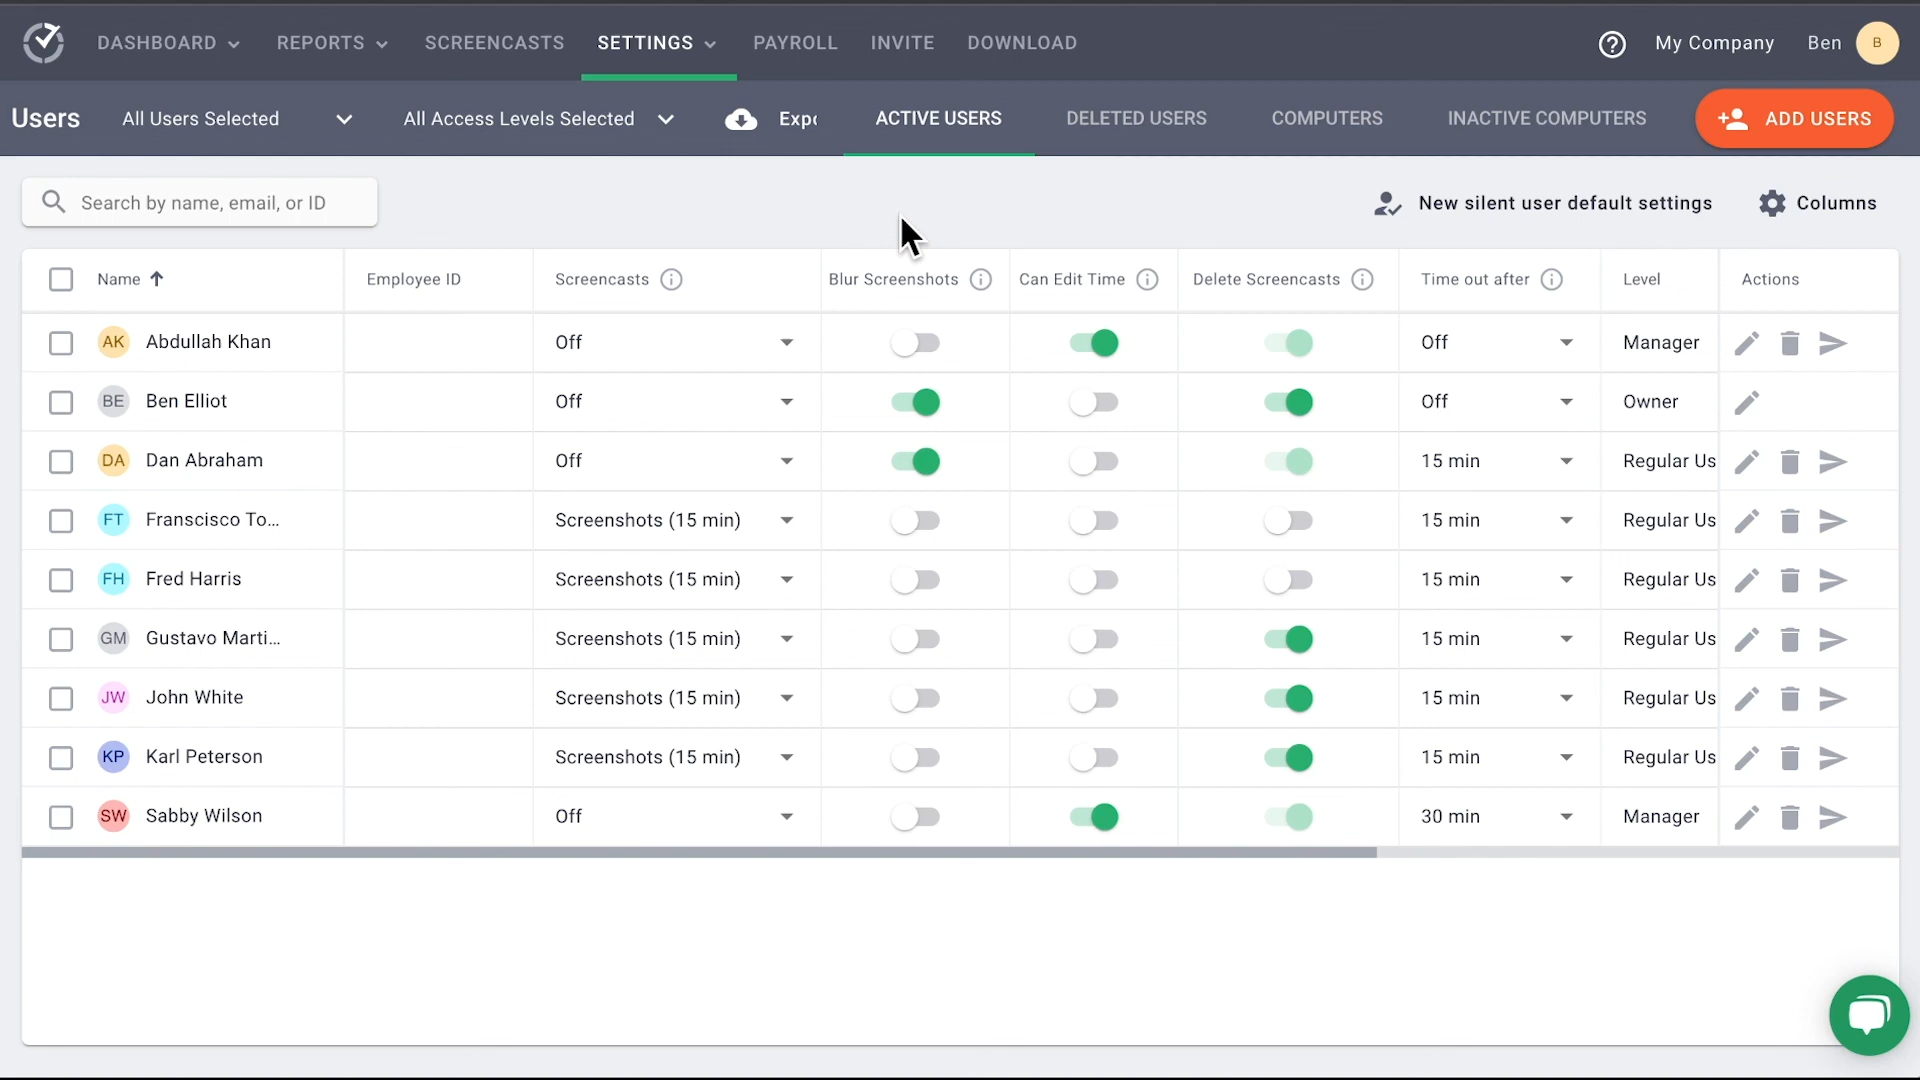 DASHBOARD REPORTS SCREENCASTS SETTINGS PAYROLL INVITE DOWNLOAD My Company Ben B
Users All Users Selected All Access Levels Selected Expo ACTIVE USERS DELETED USERS COMPUTERS INACTIVE COMPUTERS ADD USERS
Search by name, email, or ID New silent user default settings Columns
Name Employee ID Screencasts Blur Screenshots Can Edit Time Delete Screencasts Time out after Level Actions
AK Abdullah Khan Off Off Manager
BE Ben Elliot Off Off Owner
DA Dan Abraham Off 15 min Regular Us
FT Franscisco To... Screenshots (15 min) 15 min Regular Us
FH Fred Harris Screenshots (15 min) 15 min Regular Us
GM Gustavo Marti... Screenshots (15 min) 15 min Regular Us
JW John White Screenshots (15 min) 15 min Regular Us
KP Karl Peterson Screenshots (15 min) 15 min Regular Us
SW Sabby Wilson Off 30 min Manager